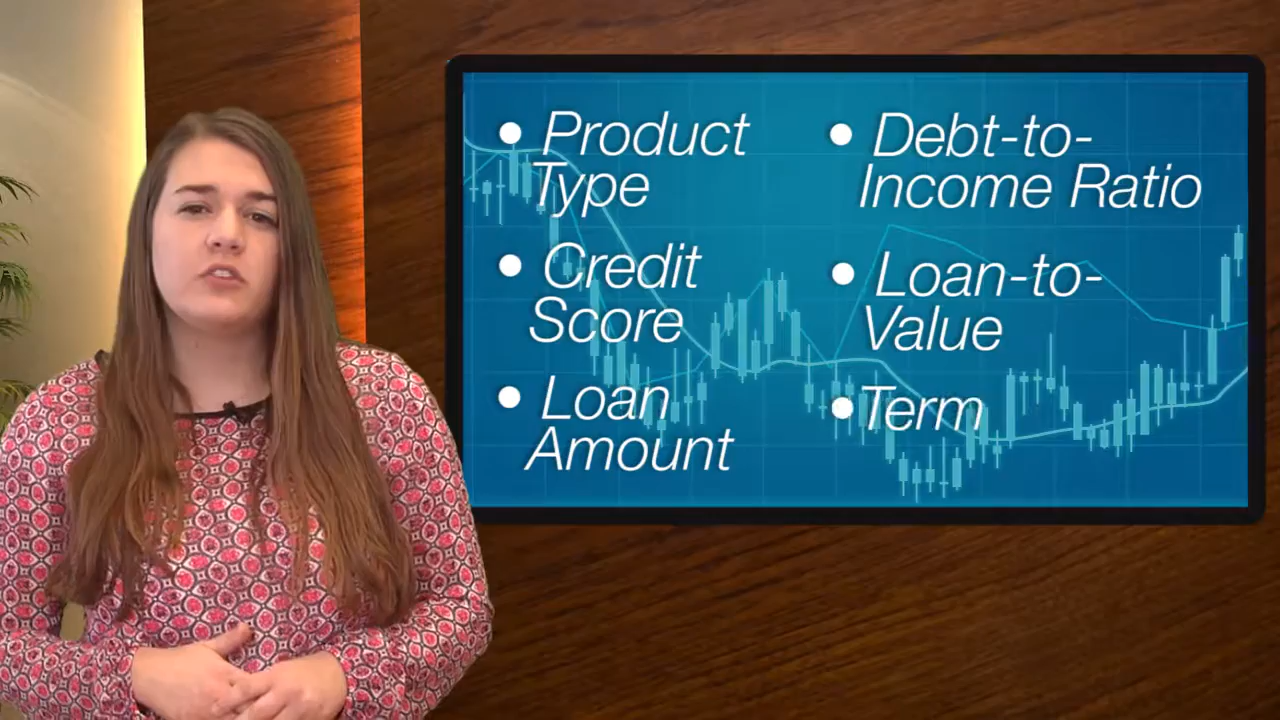 • Product
Type
• Credit
Score
• Loan
Amount
• Debt-to-
Income Ratio
• Loan-to-
Value
• Term